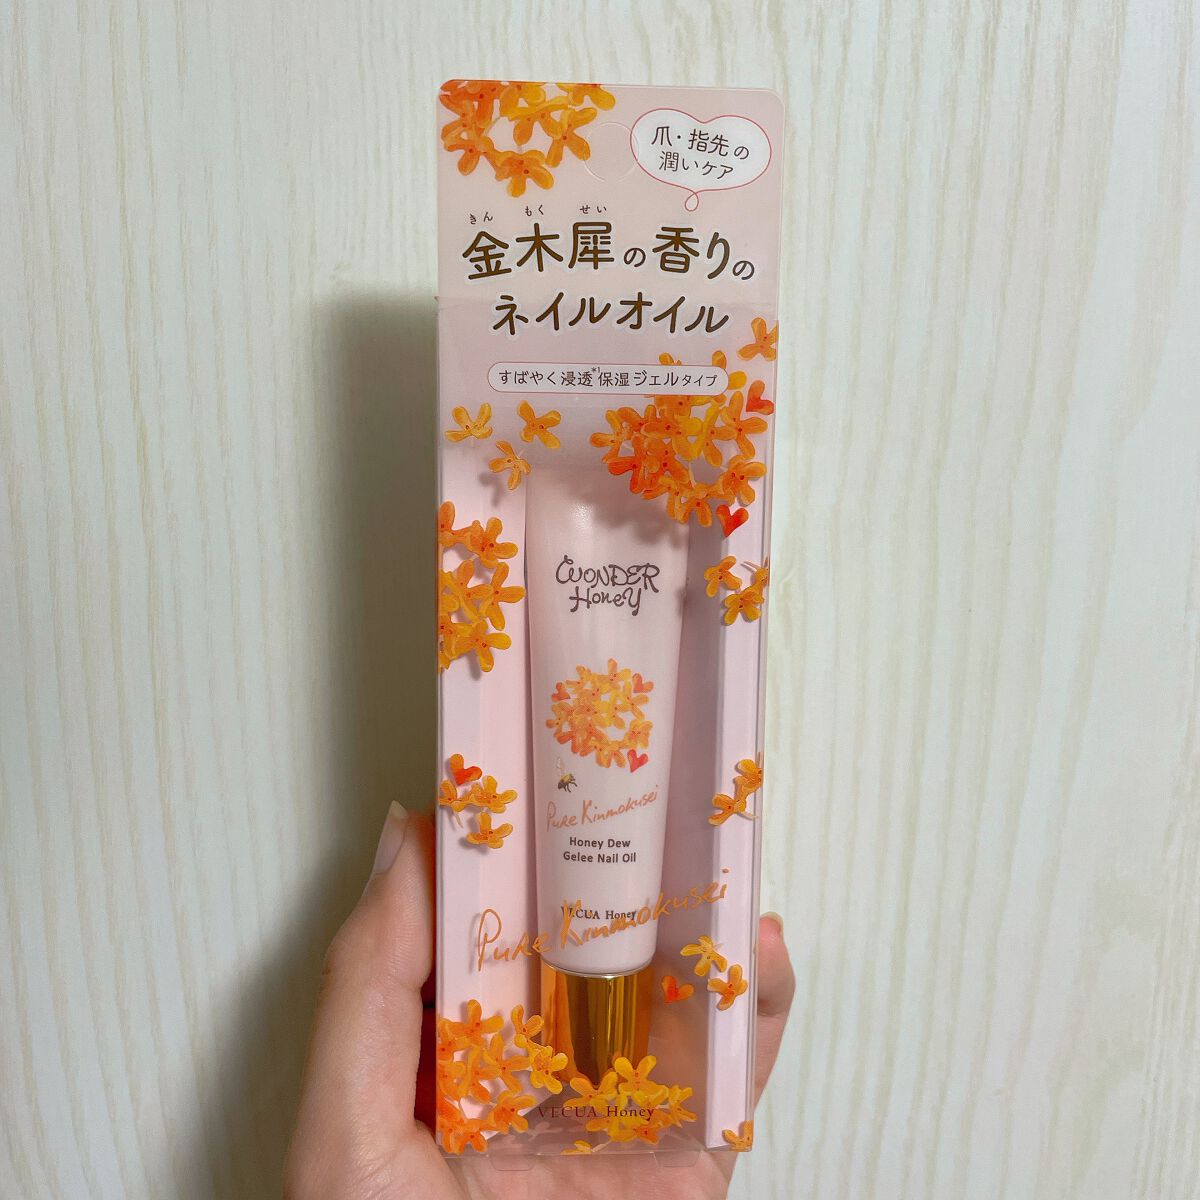 爪・指先の
潤いケア
きん もく せい
金木犀の香りの
ネイルオイル
すばやく浸透*1保湿ジェルタイプ
WONDER
Honey
Pure Kinmokusei
Honey Dew
Gelee Nail Oil
VECUA Honey
Pure Kinmokusei
VECUA Honey